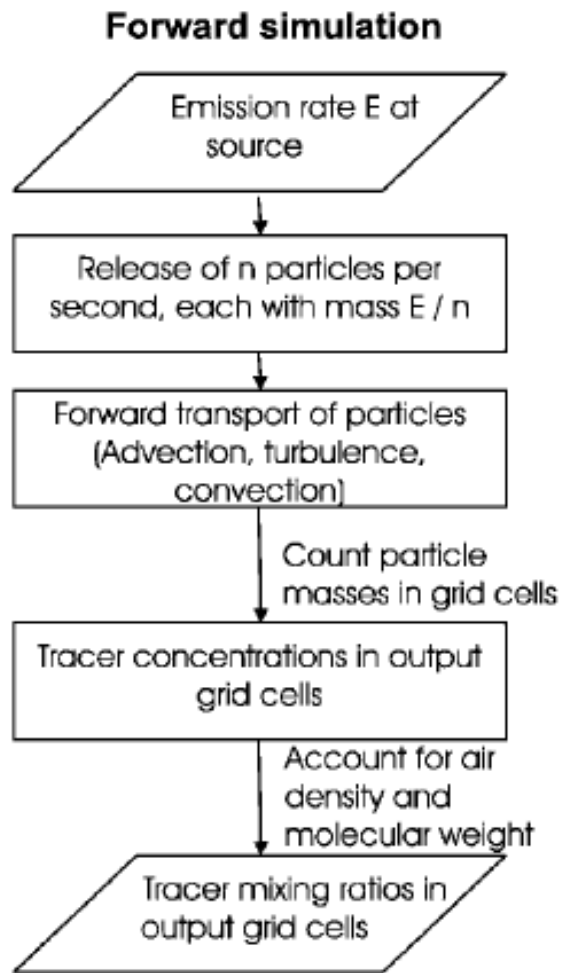 Forward simulation
Emission rate E at
source
Release of n particles per
second, each with mass E / n
Forward transport of particles
(Advection, turbulence,
convection)
Count particle
masses in grid cells
Tracer concentrations in output
grid cells
Account for air
density and
molecular weight
Tracer mixing ratios in
output grid cells